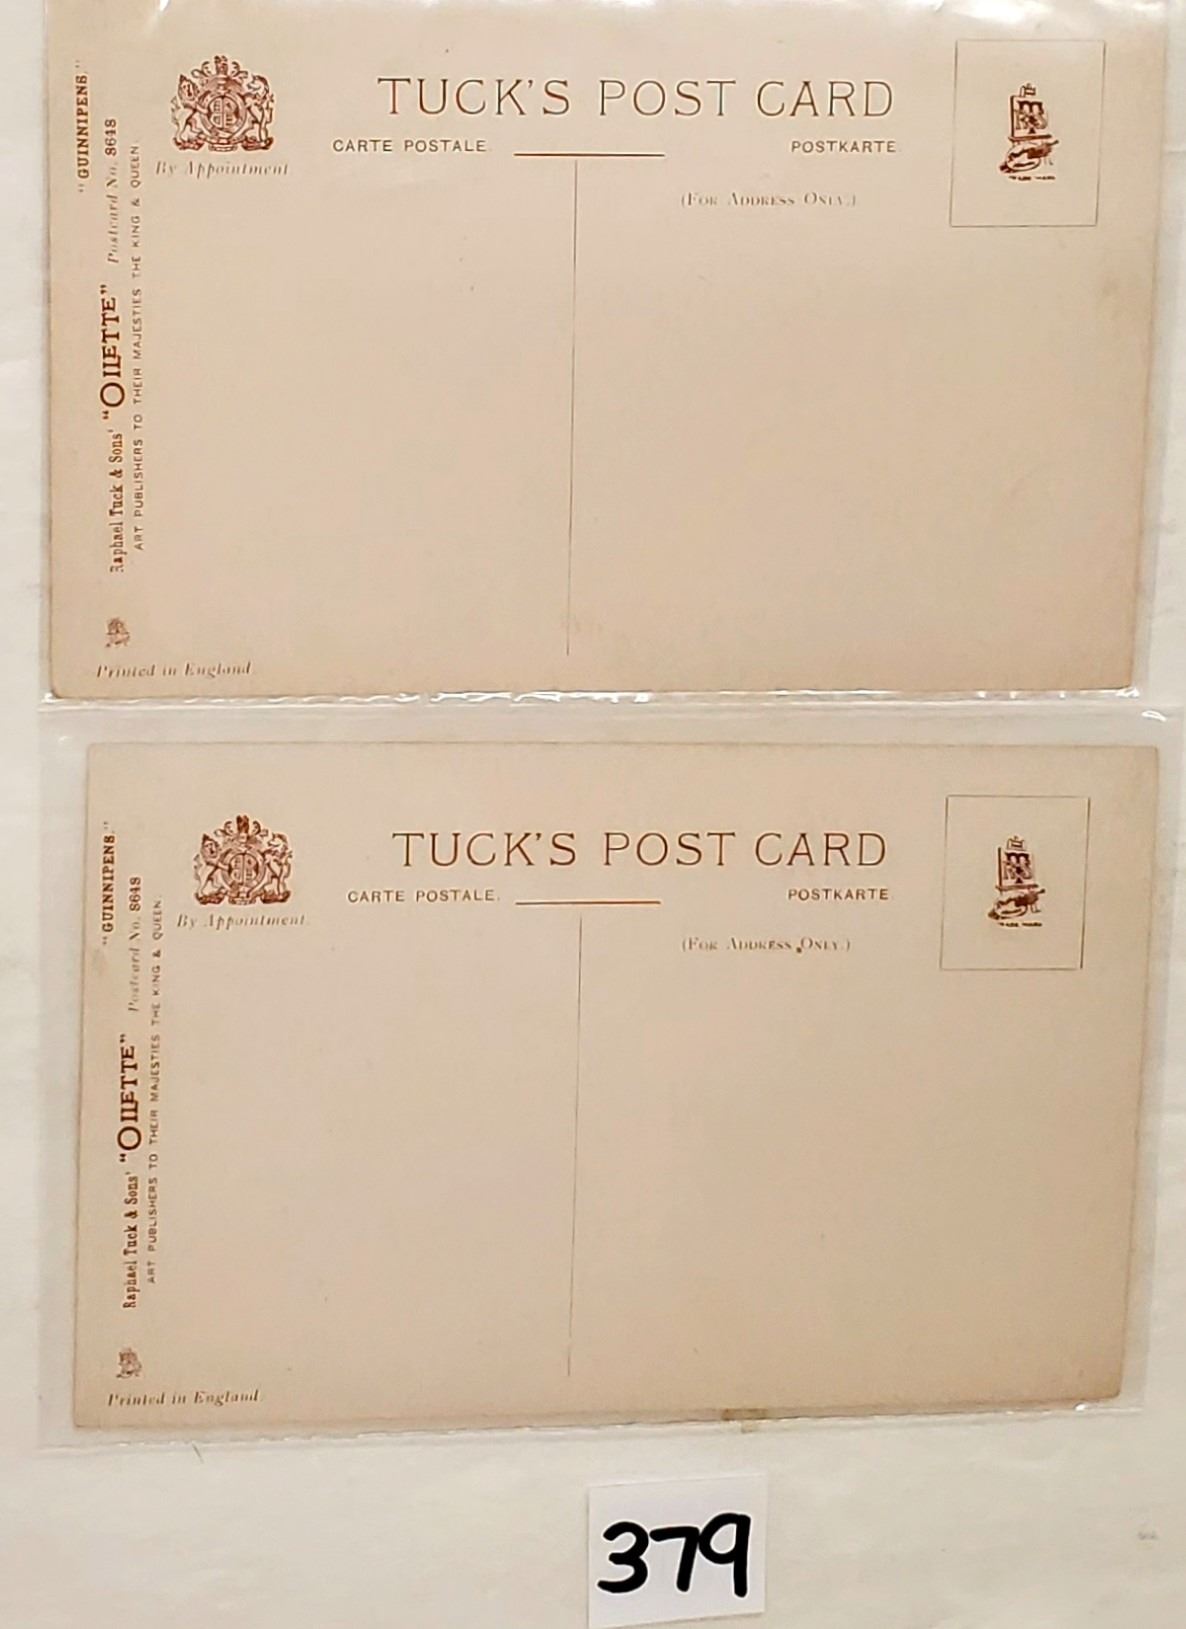 TUCK'S POST CARD
CARTE POSTALE. POSTKARTE.
(FOR ADDRESS ONLY.)
By Appointment.
"GUINNIPENS."
Raphael Tuck & Sons' "OILETTE" Postcard No. 8648
ART PUBLISHERS TO THEIR MAJESTIES THE KING & QUEEN.
Printed in England.
TUCK'S POST CARD
CARTE POSTALE. POSTKARTE.
(FOR ADDRESS ONLY.)
By Appointment.
"GUINNIPENS."
Raphael Tuck & Sons' "OILETTE" Postcard No. 8648
ART PUBLISHERS TO THEIR MAJESTIES THE KING & QUEEN.
Printed in England.
379